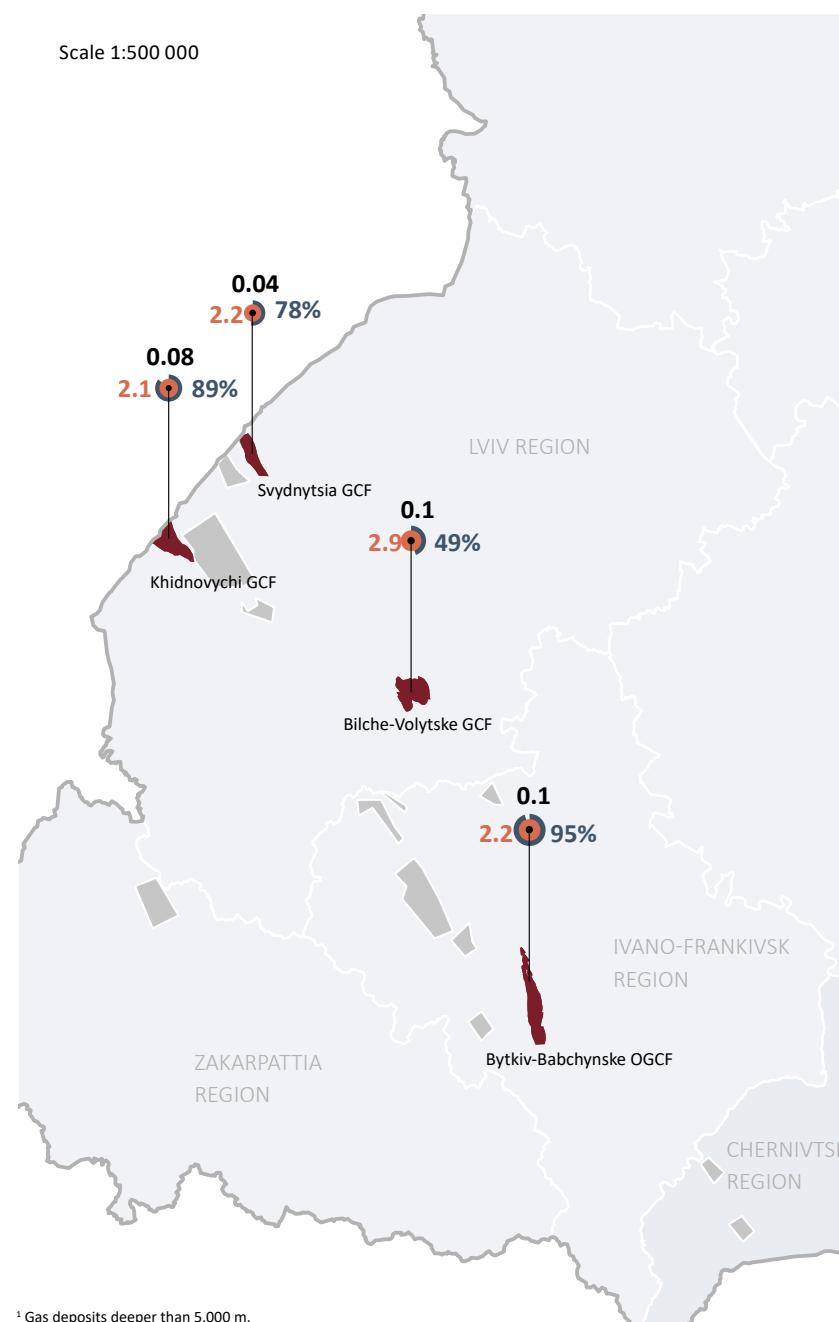 Scale 1:500 000
0.04
2.2 78%
0.08
2.1 89%
LVIV REGION
Svydnytsia GCF
0.1
2.9 49%
Khidnovychi GCF
Bilche-Volytske GCF
0.1
2.2 95%
IVANO-FRANKIVSK
REGION
Bytkiv-Babchynske OGCF
ZAKARPATTIA
REGION
CHERNIVTSI
REGION
¹ Gas deposits deeper than 5,000 m.